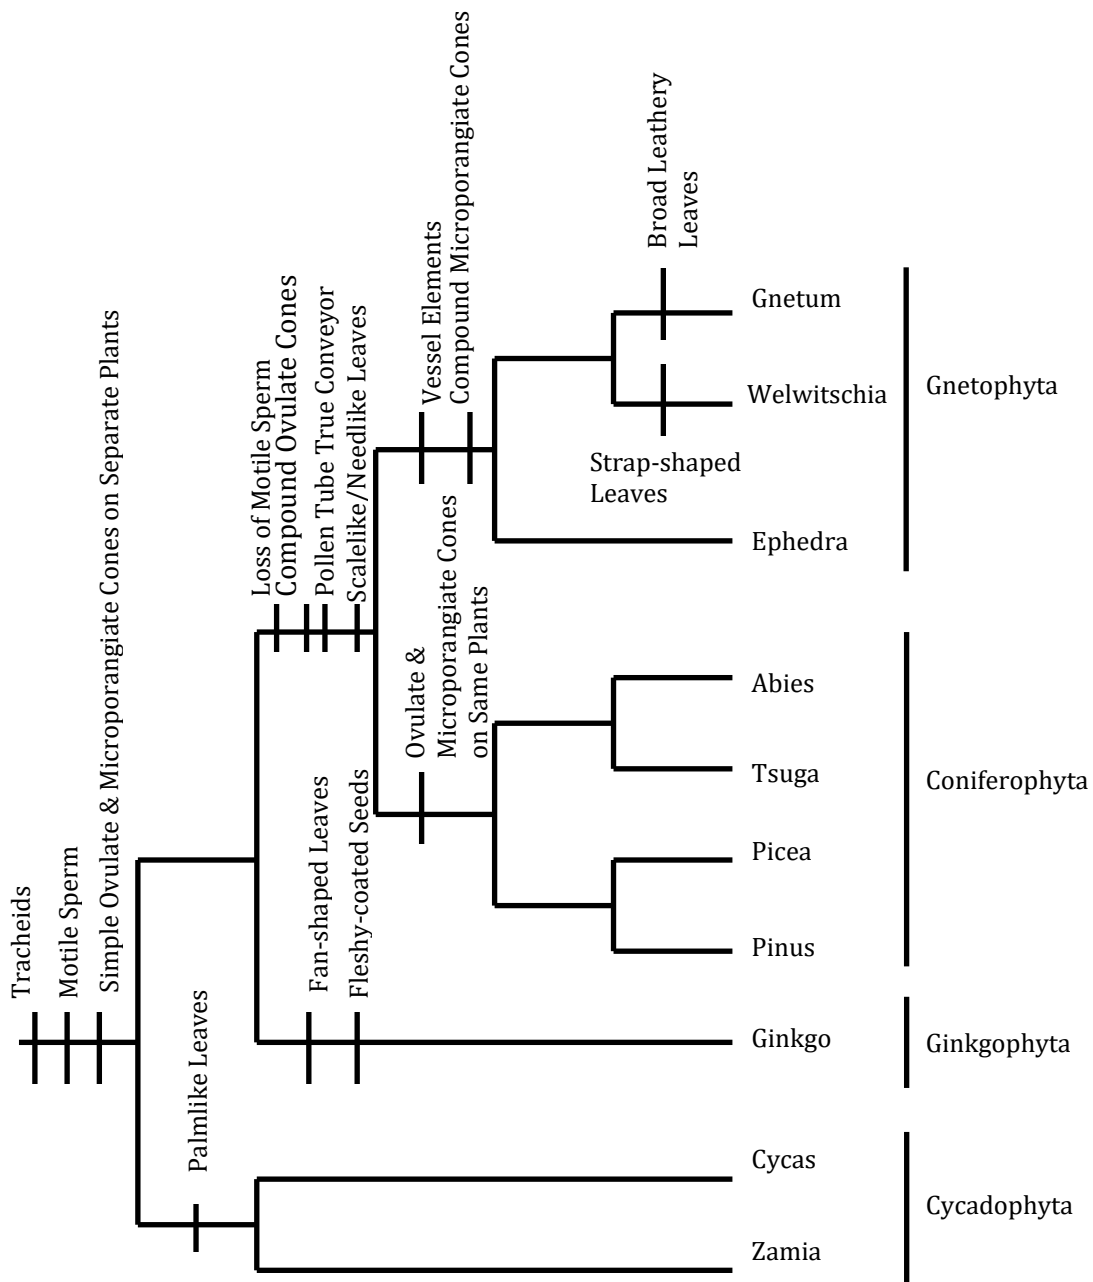 Tracheids
Motile Sperm
Simple Ovulate & Microporangiate Cones on Separate Plants
Palmlike Leaves
Loss of Motile Sperm
Compound Ovulate Cones
Pollen Tube True Conveyor
Scalelike/Needlike Leaves
Fan-shaped Leaves
Fleshy-coated Seeds
Vessel Elements
Compound Microporangiate Cones
Ovulate &
Microporangiate Cones
on Same Plants
Broad Leathery
Leaves
Strap-shaped
Leaves
Gnetum
Welwitschia
Ephedra
Abies
Tsuga
Picea
Pinus
Ginkgo
Cycas
Zamia
Gnetophyta
Coniferophyta
Ginkgophyta
Cycadophyta